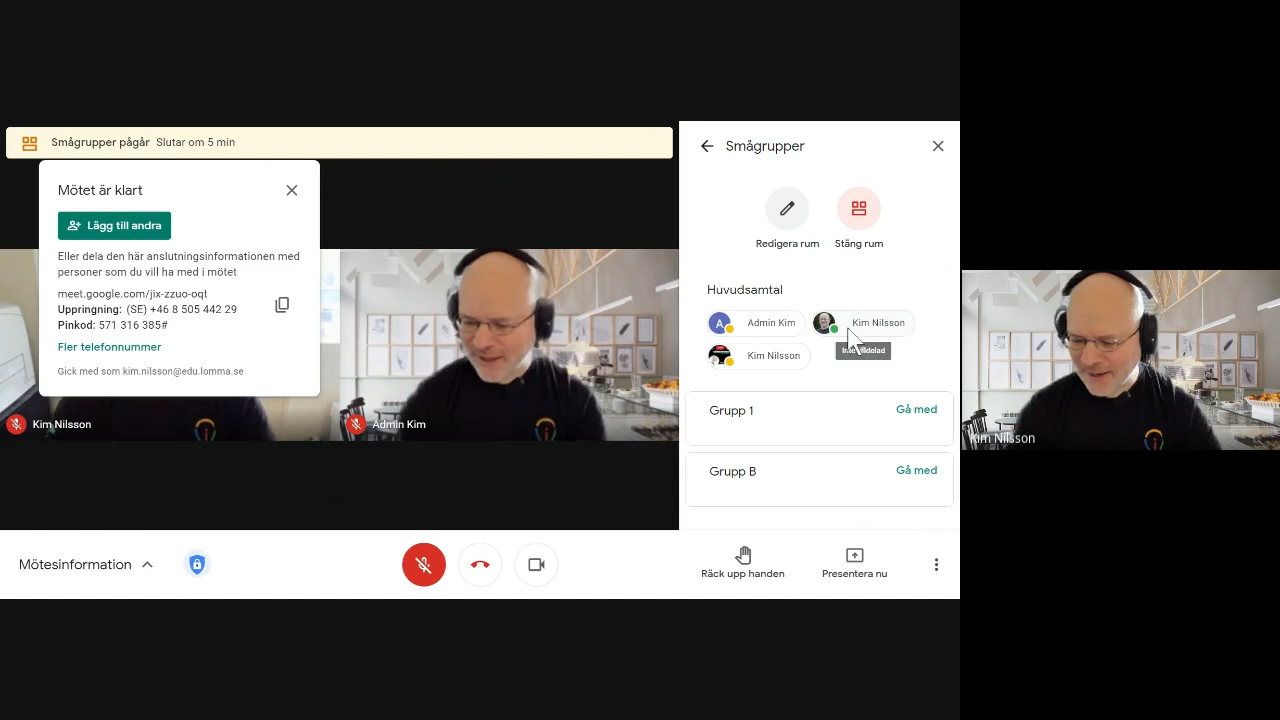 Smågrupper pågår Slutar om 5 min
Mötet är klart
Lägg till andra
Eller dela den här anslutningsinformationen med
personer som du vill ha med i mötet
meet.google.com/jix-zzuo-oqt
Uppringning: (SE) +46 8 505 442 29
Pinkod: 571 316 385#
Fler telefonnummer
Gick med som kim.nilsson@edu.lomma.se
Kim Nilsson
Admin Kim
Smågrupper
Redigera rum
Stäng rum
Huvudsamtal
A Admin Kim
Kim Nilsson
Kim Nilsson
Grupp 1 Gå med
Grupp B Gå med
Mötesinformation
Räck upp handen
Presentera nu
Kim Nilsson